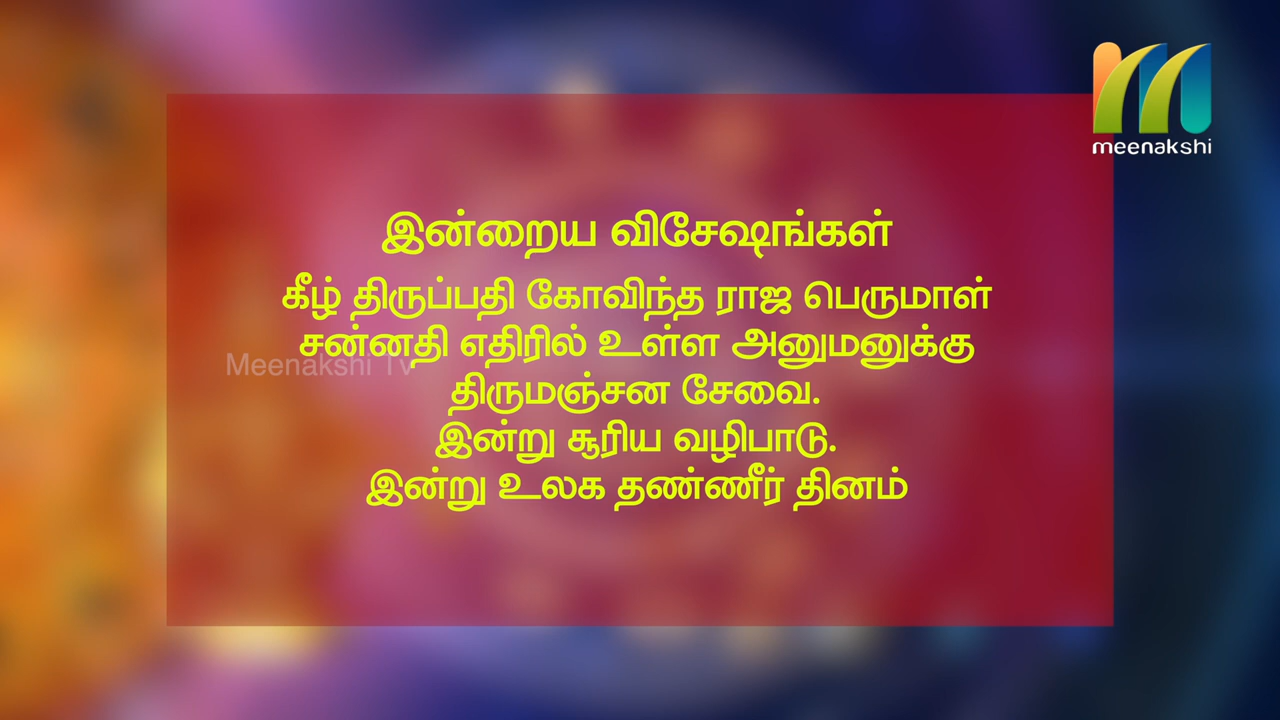 meenakshi
இன்றைய விசேஷங்கள்
கீழ் திருப்பதி கோவிந்த ராஜ பெருமாள்
சன்னதி எதிரில் உள்ள அனுமனுக்கு
Meenakshi Tv
திருமஞ்சன சேவை.
இன்று சூரிய வழிபாடு.
இன்று உலக தண்ணீர் தினம்